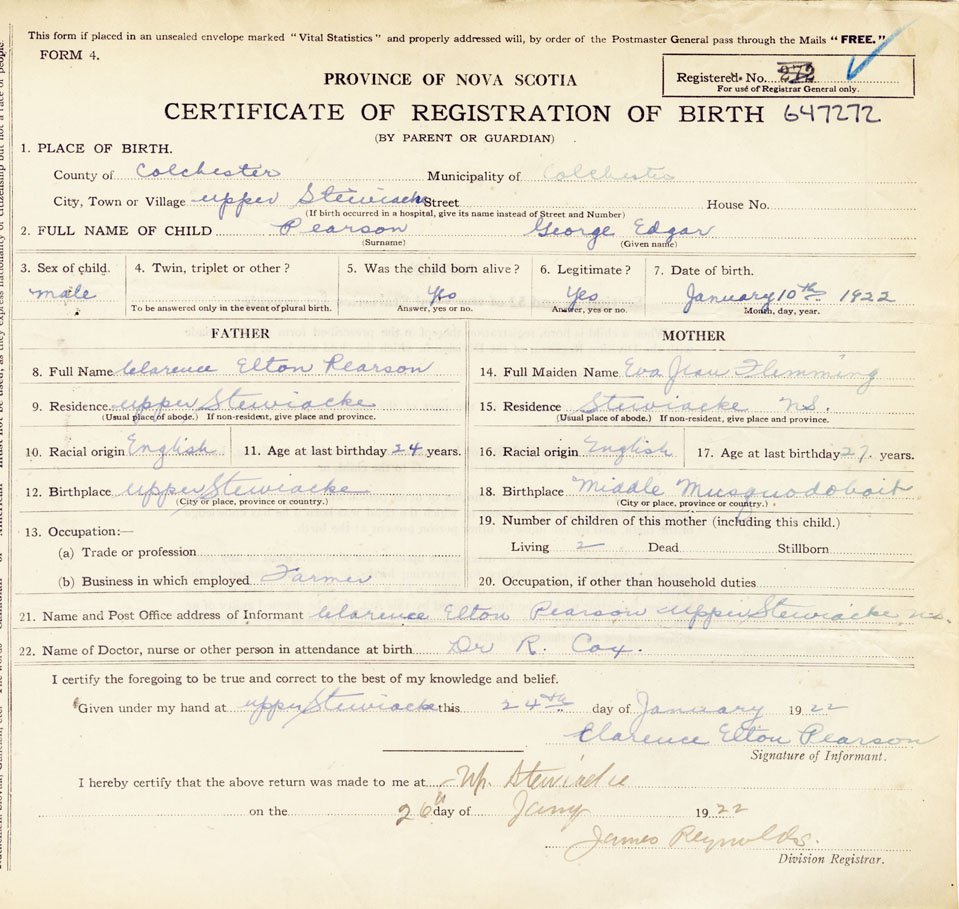 This form if placed in an unsealed envelope marked "Vital Statistics" and properly addressed will, by order of the Postmaster General pass through the Mails "FREE."
FORM 4.
Registered No. 272
For use of Registrar General only.
PROVINCE OF NOVA SCOTIA
CERTIFICATE OF REGISTRATION OF BIRTH 647272
(BY PARENT OR GUARDIAN)
1. PLACE OF BIRTH.
County of Colchester Municipality of Colchester
City, Town or Village upper Stewiacke Street House No.
(If birth occurred in a hospital, give its name instead of Street and Number)
2. FULL NAME OF CHILD Pearson George Edgar
(Surname) (Given name)
3. Sex of child. 4. Twin, triplet or other? 5. Was the child born alive? 6. Legitimate? 7. Date of birth.
male Yes Yes January 10th 1922
To be answered only in the event of plural birth. Answer, yes or no. Answer, yes or no. Month, day, year.
FATHER MOTHER
8. Full Name Clarence Elton Pearson 14. Full Maiden Name Eva Jean Flemming
9. Residence upper Stewiacke 15. Residence Stewiacke NS.
(Usual place of abode.) If non-resident, give place and province. (Usual place of abode.) If non-resident, give place and province.
10. Racial origin English 11. Age at last birthday 24 years. 16. Racial origin English 17. Age at last birthday 27 years.
12. Birthplace upper Stewiacke 18. Birthplace Middle Musquodoboit
(City or place, province or country.) (City or place, province or country.)
13. Occupation:— 19. Number of children of this mother (including this child.)
(a) Trade or profession Living 2 Dead Stillborn
(b) Business in which employed Farmer 20. Occupation, if other than household duties
21. Name and Post Office address of Informant Clarence Elton Pearson upper Stewiacke, n.s.
22. Name of Doctor, nurse or other person in attendance at birth Dr R. Cox.
I certify the foregoing to be true and correct to the best of my knowledge and belief.
Given under my hand at upper Stewiacke this 24th day of January 1922
Clarence Elton Pearson
Signature of Informant.
I hereby certify that the above return was made to me at Up. Stewiacke
on the 26th day of Jany 1922
James Reynolds.
Division Registrar.